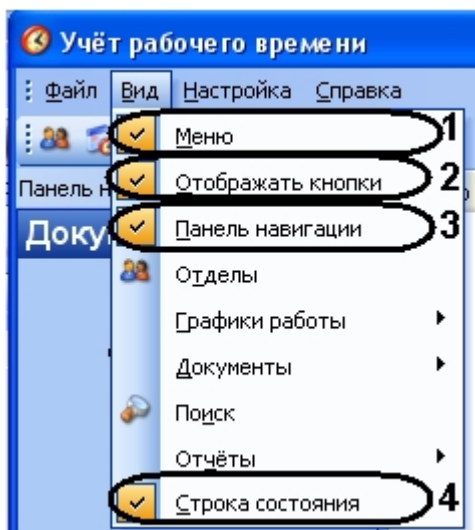 Учёт рабочего времени
Файл Вид Настройка Справка
Меню 1
Отображать кнопки 2
Панель н
Панель навигации 3
Доку
Отделы
Графики работы
Документы
Поиск
Отчёты
Строка состояния 4